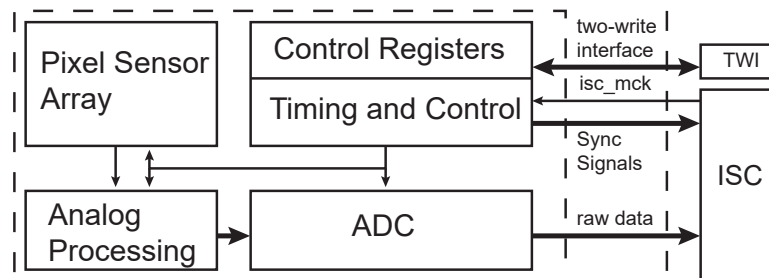 Pixel Sensor
Array
Control Registers
two-write
interface
TWI
isc_mck
Timing and Control
Sync
Signals
ISC
Analog
Processing
ADC
raw data